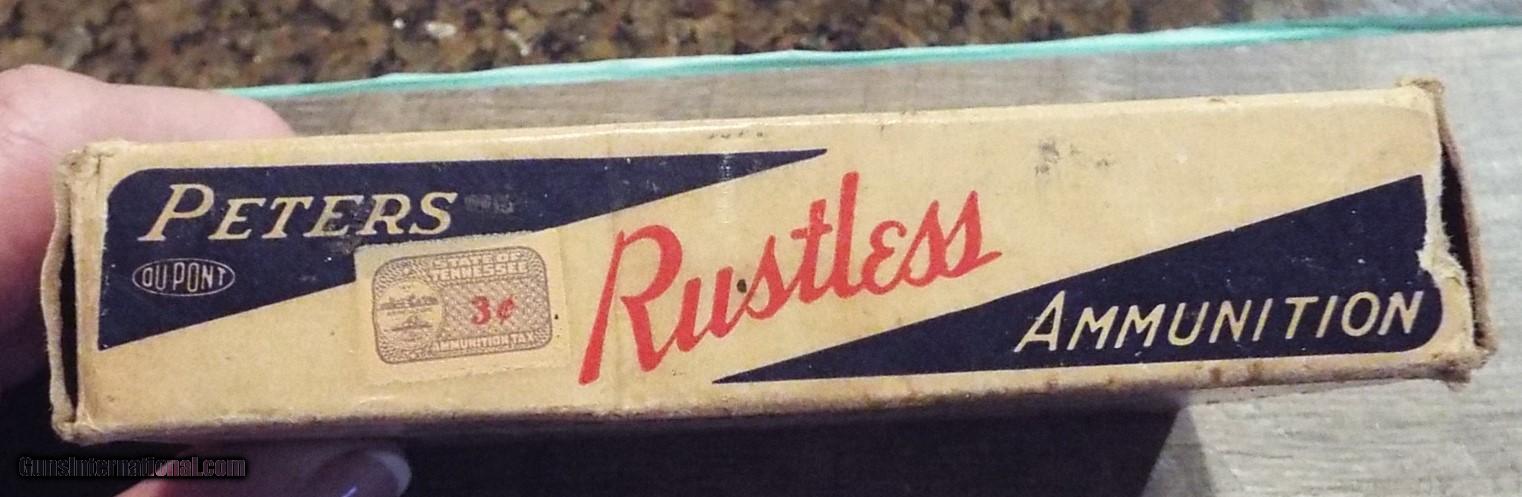 PETERS
DU PONT
STATE OF
TENNESSEE
3¢
AMMUNITION TAX
Rustless
AMMUNITION
GunsInternational.com